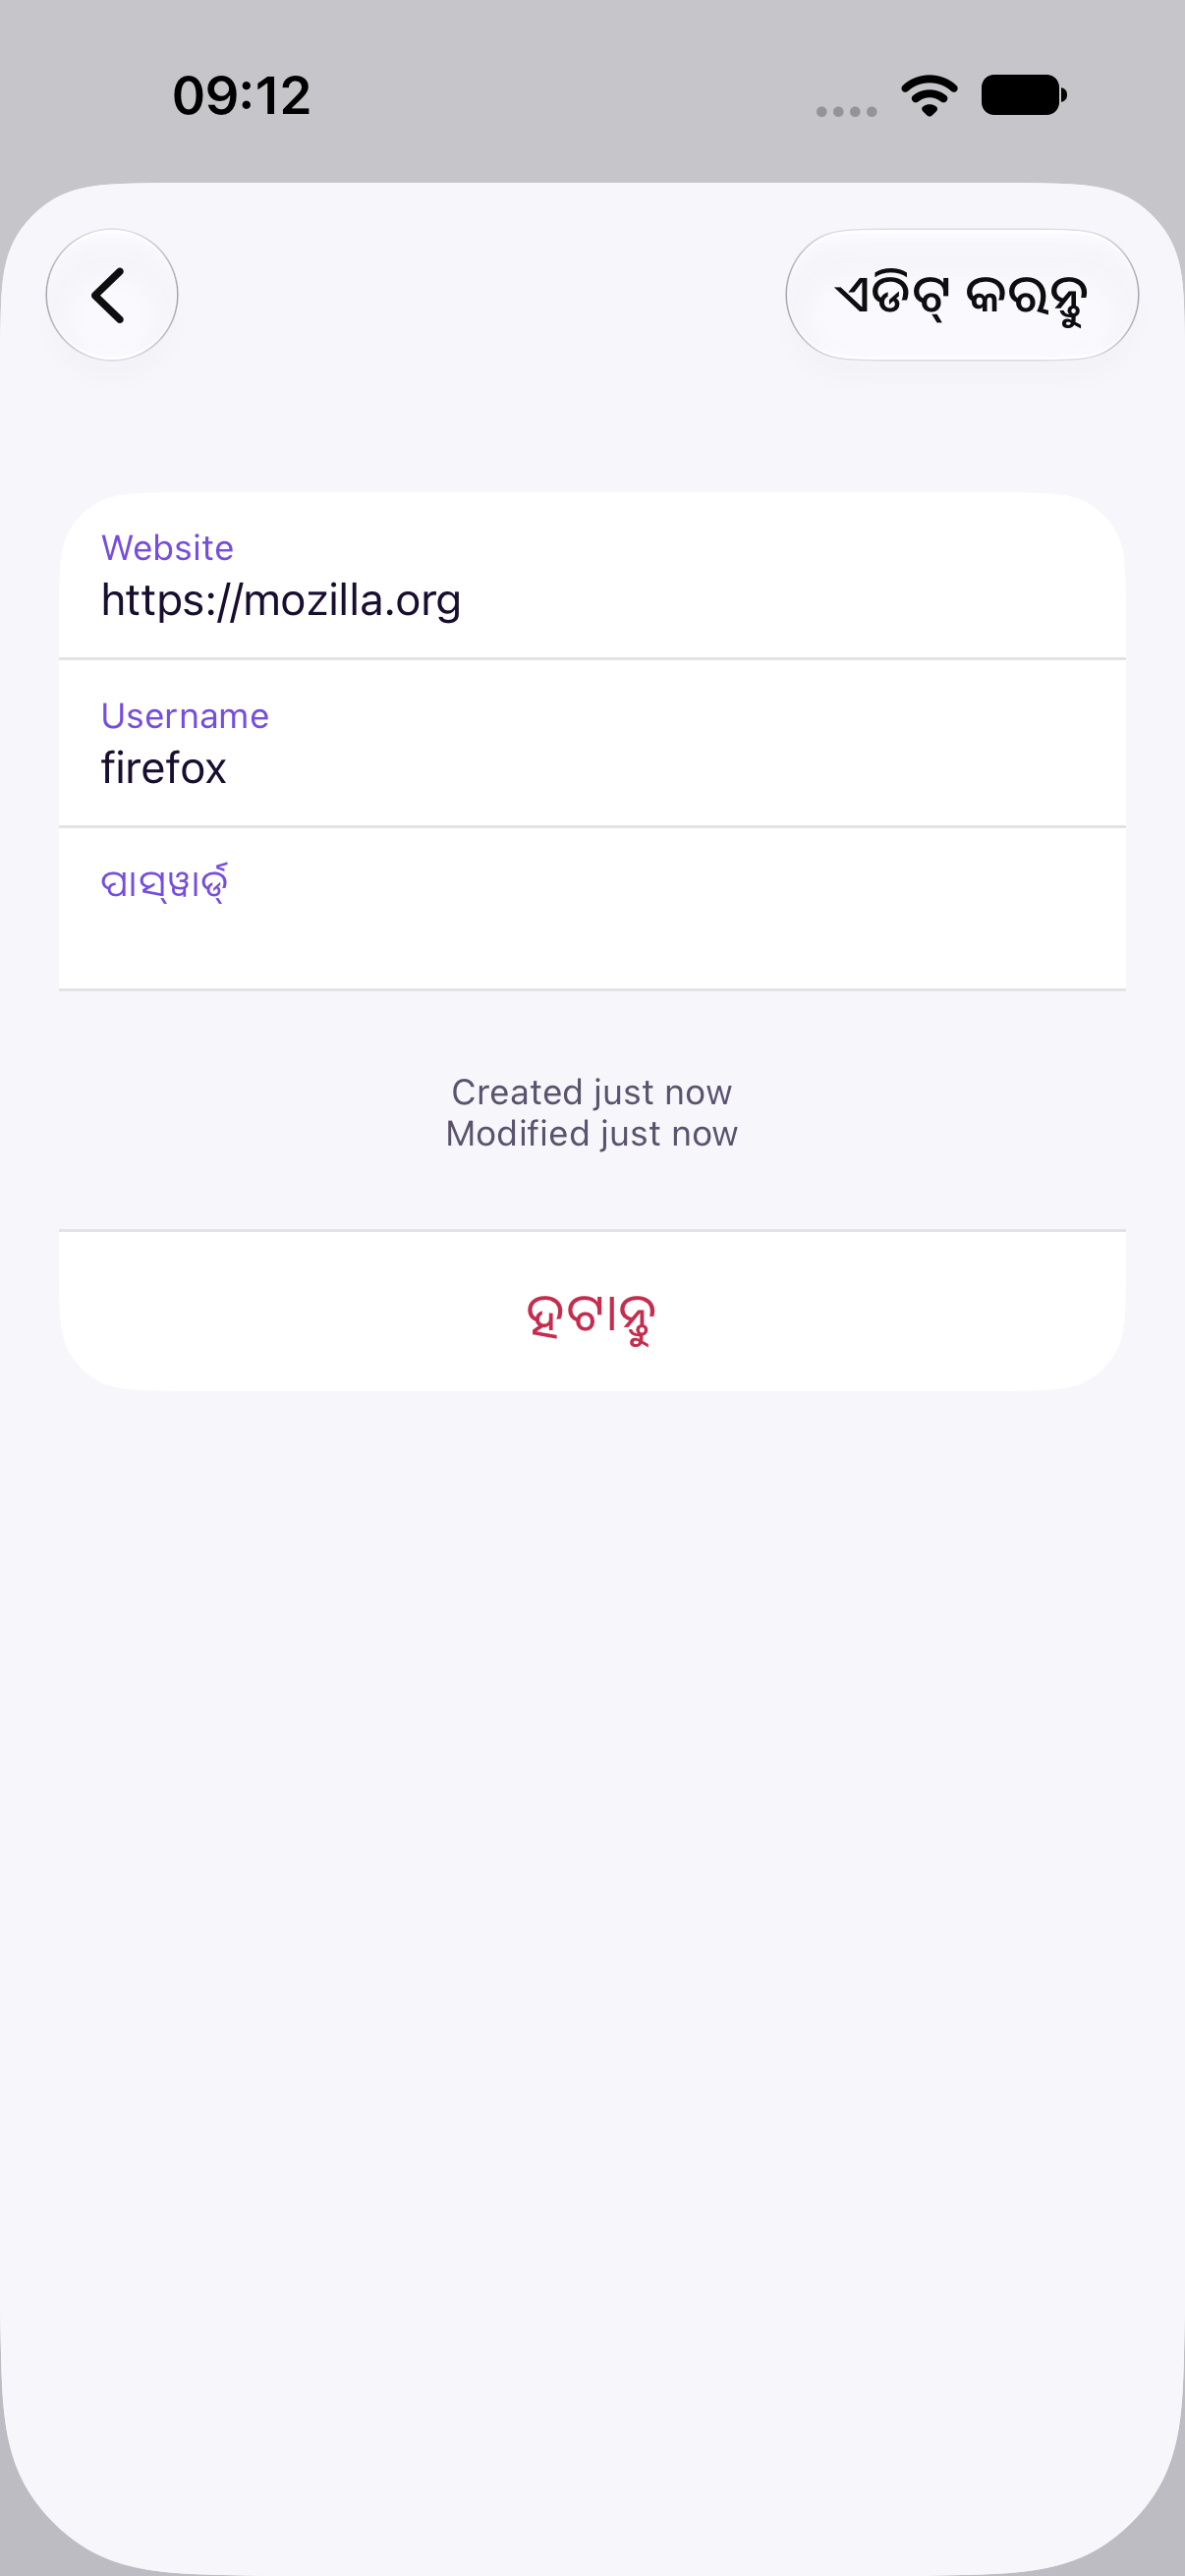 09:12
ଏଡିଟ୍ କରନ୍ତୁ
Website
https://mozilla.org
Username
firefox
ପାସ୍ୱାର୍ଡ଼୍
Created just now
Modified just now
ହଟାନ୍ତୁ